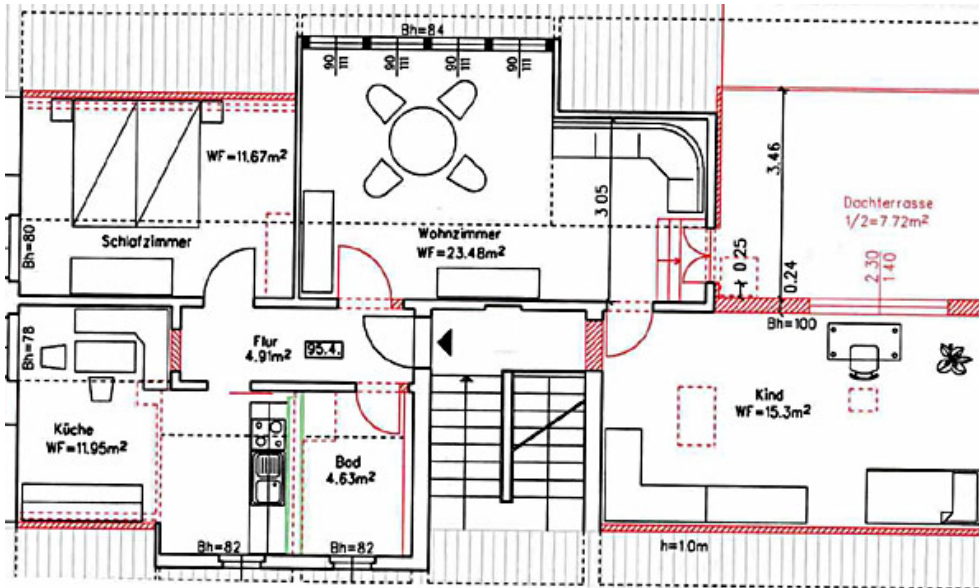 Bh=84
90
111
90
111
90
111
90
111
WF=11.67m²
3.46
3.05
Dachterrasse
1/2=7.72m²
Bh=80
Schlafzimmer
Wohnzimmer
WF=23.48m²
0.25
0.24
2.30
1.40
Bh=78
Flur
4.91m²
95.4.
Bh=100
Kind
WF=15.3m²
Küche
WF=11.95m²
Bad
4.63m²
Bh=82
Bh=82
h=1.0m